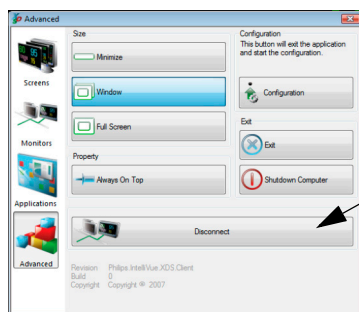 Advanced
Size
Minimize
Window
Full Screen
Property
Always On Top
Configuration
This button will exit the application
and start the configuration.
Configuration
Exit
Exit
Shutdown Computer
Disconnect
Screens
Monitors
Applications
Advanced
Revision Philips.IntelliVue.XDS.Client
Build 0
Copyright Copyright © 2007